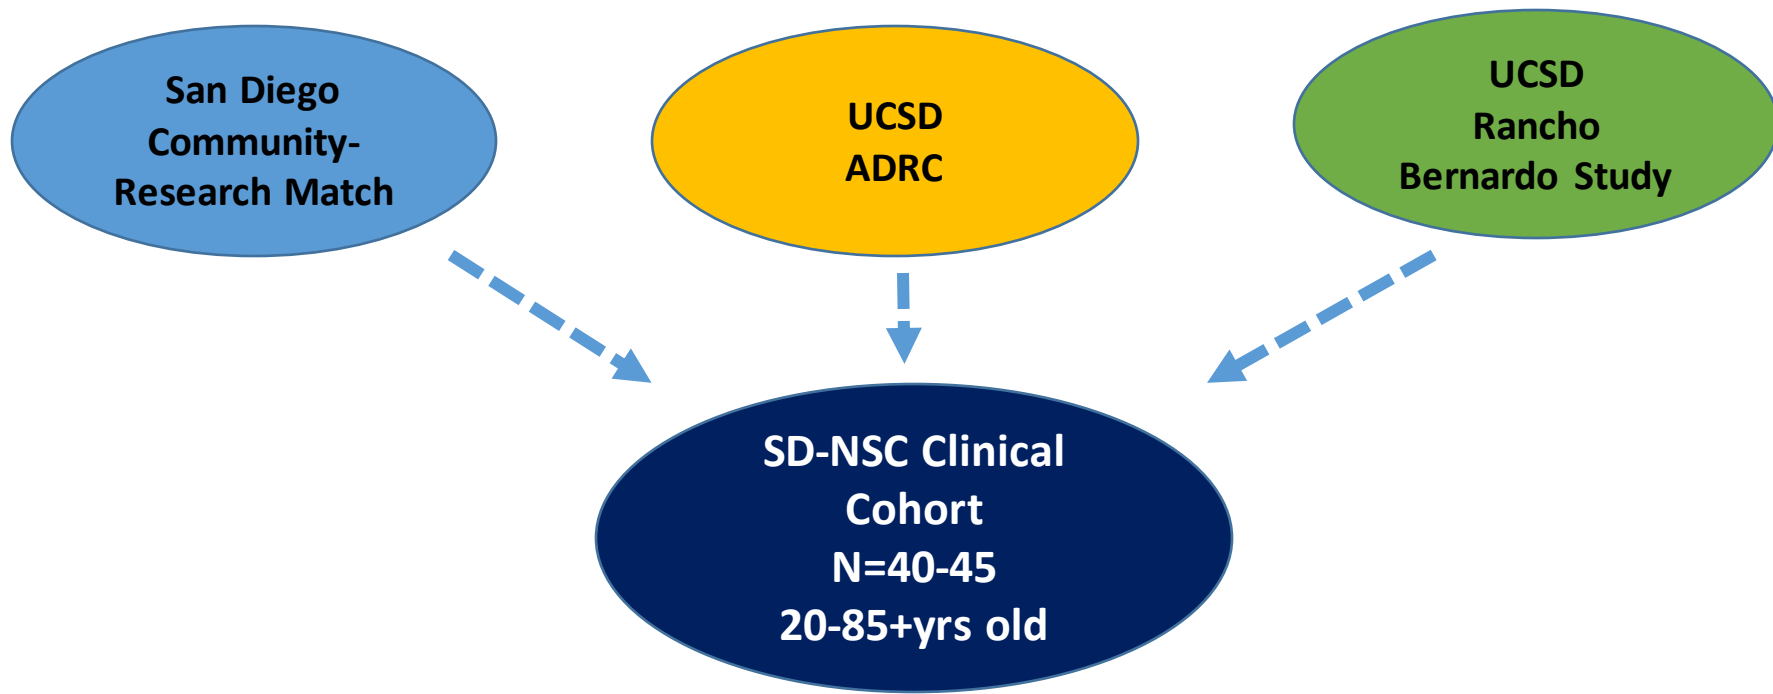 San Diego
Community-
Research Match
UCSD
ADRC
UCSD
Rancho
Bernardo Study
SD-NSC Clinical
Cohort
N=40-45
20-85+yrs old